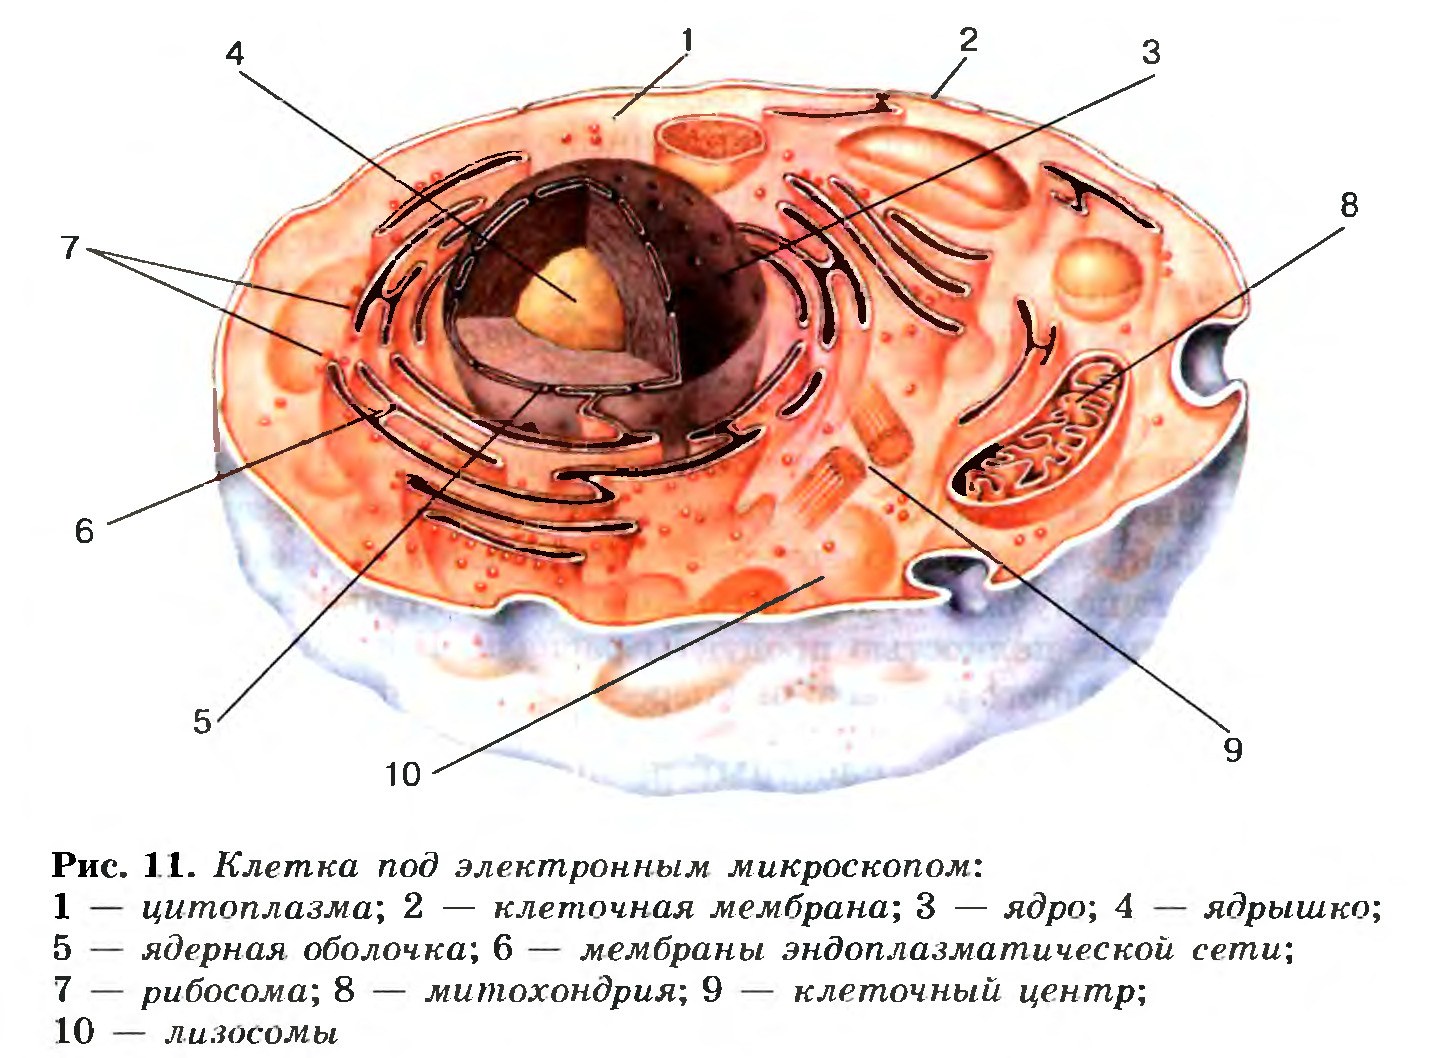 4
1
2
3
8
7
6
5
10
9
Рис. 11. Клетка под электронным микроскопом:
1 — цитоплазма; 2 — клеточная мембрана; 3 — ядро; 4 — ядрышко;
5 — ядерная оболочка; 6 — мембраны эндоплазматической сети;
7 — рибосома; 8 — митохондрия; 9 — клеточный центр;
10 — лизосомы